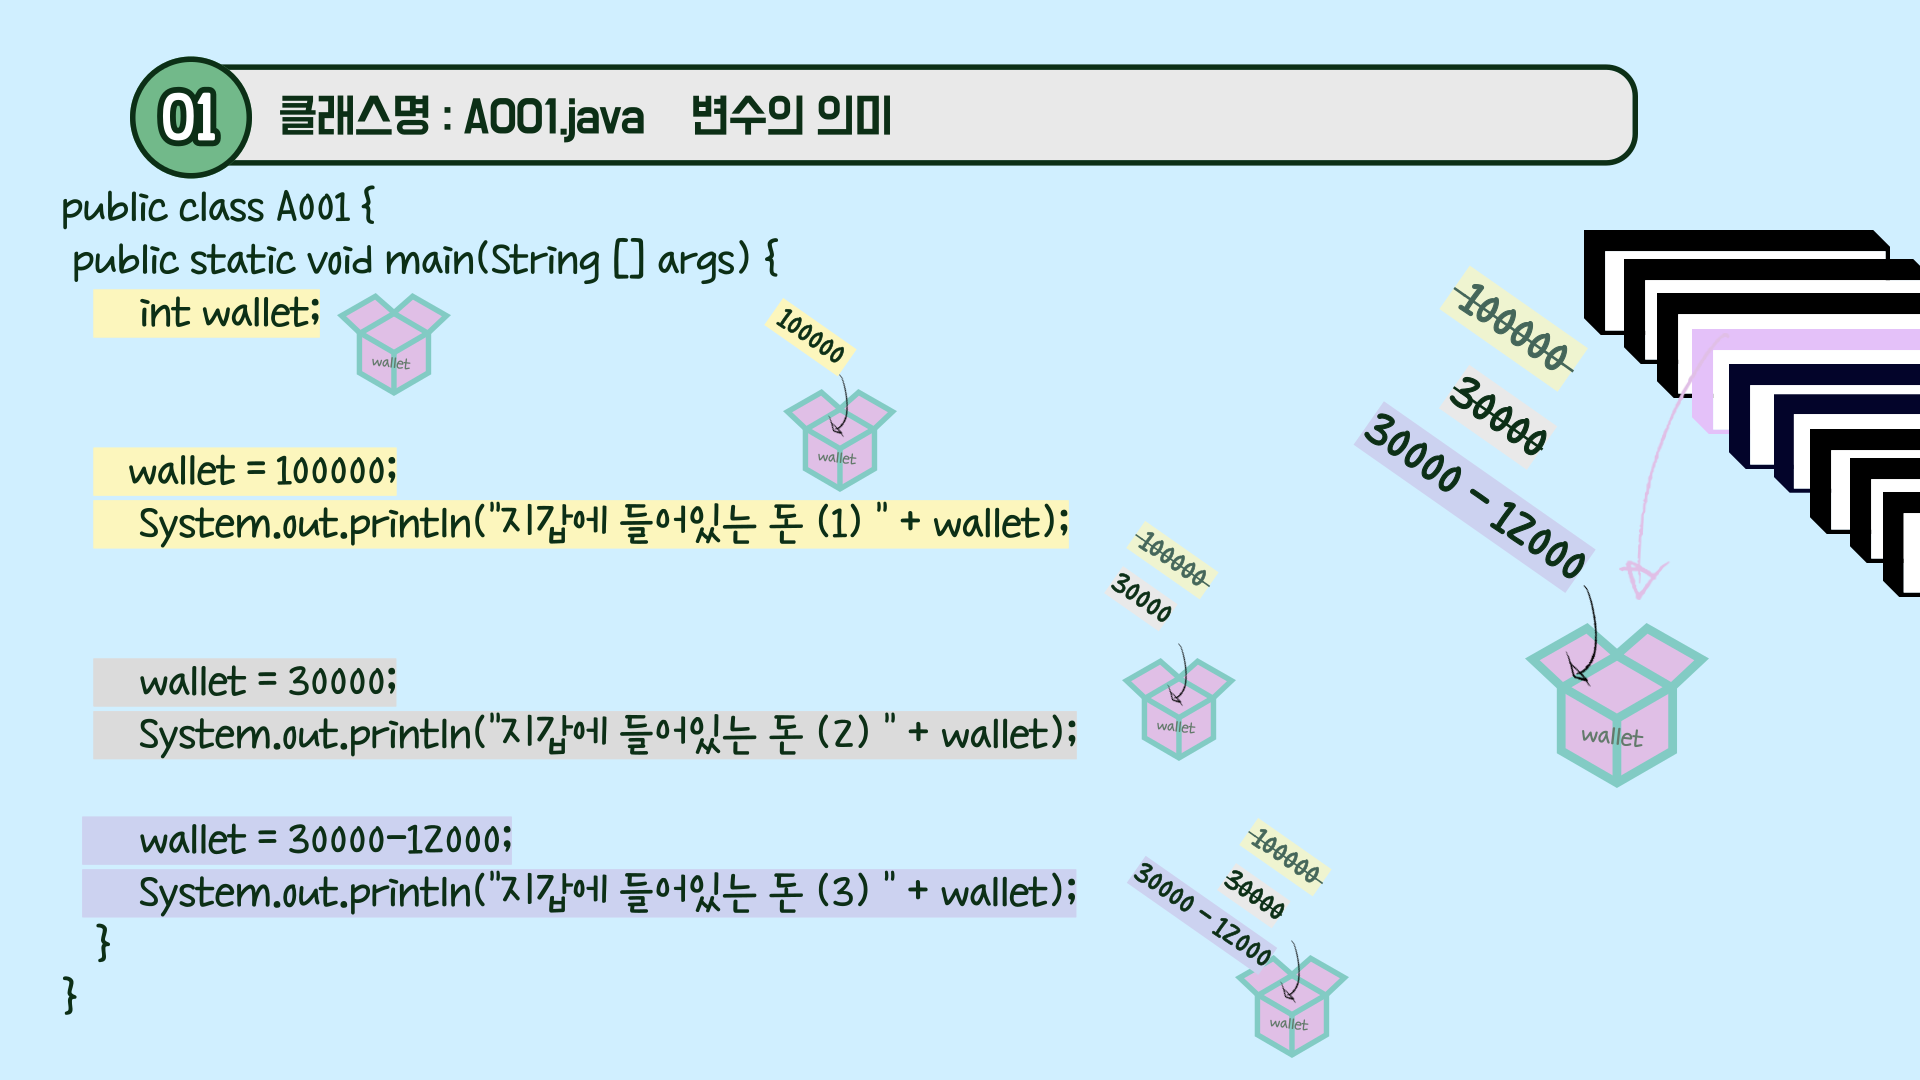 01
클래스명 : A001.java 변수의 의미
public class A001 {
public static void main(String [] args) {
int wallet;
wallet
100000
wallet
wallet = 100000;
System.out.println("지갑에 들어있는 돈 (1) " + wallet);
100000
30000
wallet
wallet = 30000;
System.out.println("지갑에 들어있는 돈 (2) " + wallet);
wallet = 30000-12000;
System.out.println("지갑에 들어있는 돈 (3) " + wallet);
}
}
100000
30000
30000 - 12000
wallet
100000
30000
30000 - 12000
wallet